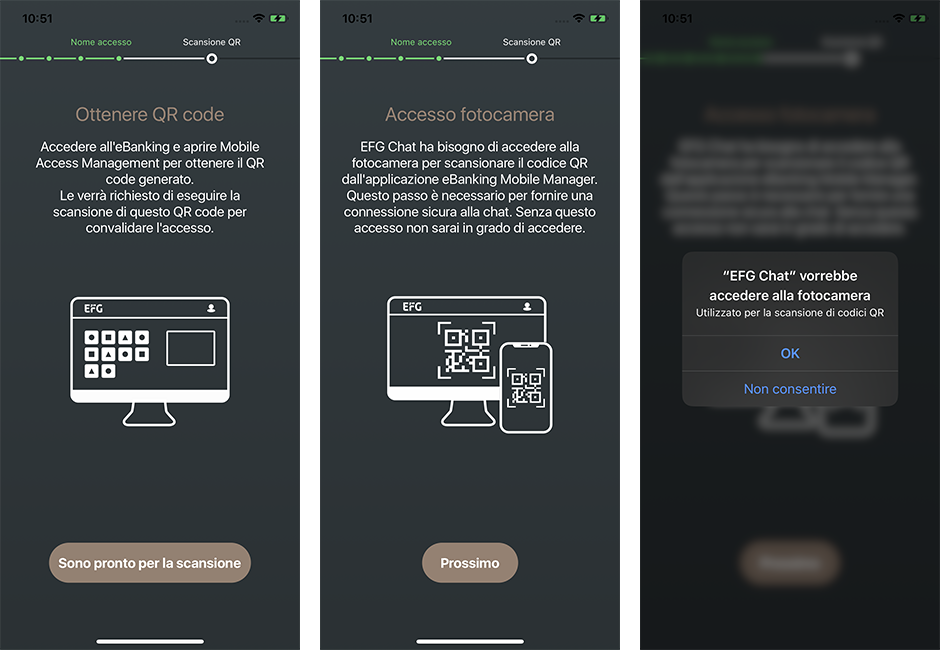 10:51
Nome accesso
Scansione QR
Ottenere QR code
Accedere all'eBanking e aprire Mobile
Access Management per ottenere il QR
code generato.
Le verrà richiesto di eseguire la
scansione di questo QR code per
convalidare l'accesso.
EFG
Sono pronto per la scansione
10:51
Nome accesso
Scansione QR
Accesso fotocamera
EFG Chat ha bisogno di accedere alla
fotocamera per scansionare il codice QR
dall'applicazione eBanking Mobile Manager.
Questo passo è necessario per fornire una
connessione sicura alla chat. Senza questo
accesso non sarai in grado di accedere.
EFG
Prossimo
10:51
“EFG Chat” vorrebbe
accedere alla fotocamera
Utilizzato per la scansione di codici QR
OK
Non consentire